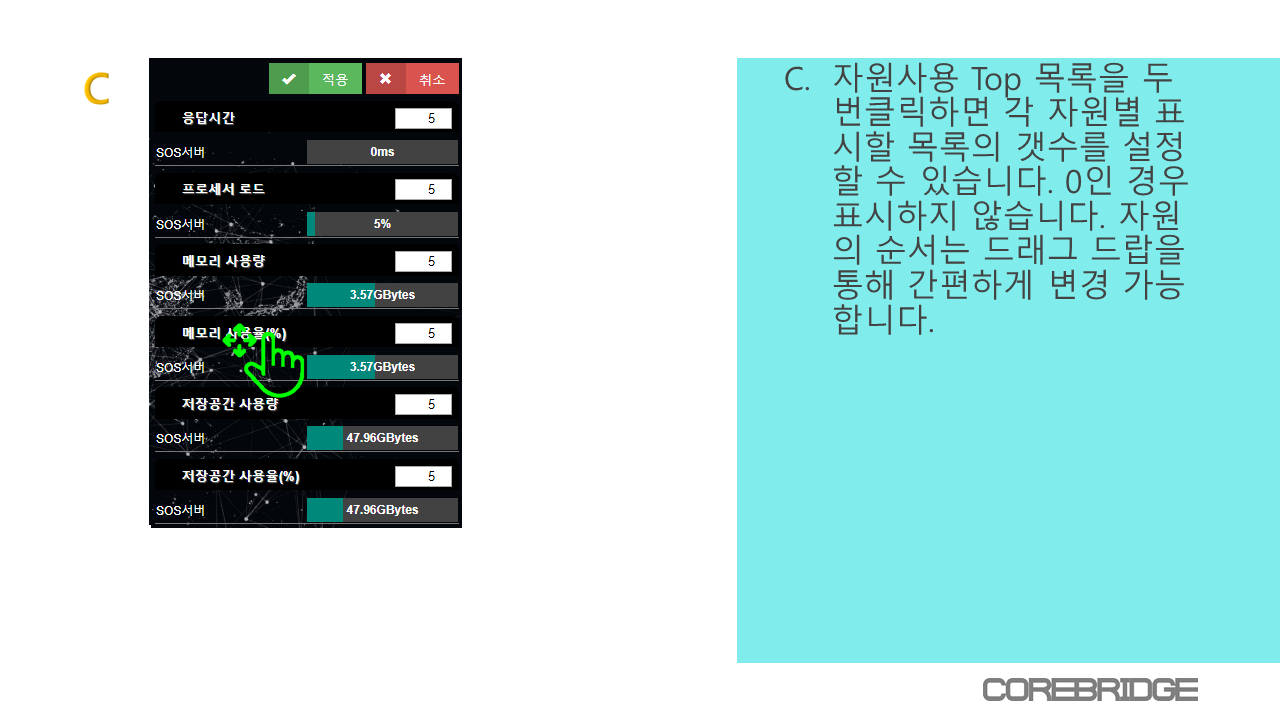 C
적용 취소
응답시간 5
SOS서버 0ms
프로세서 로드 5
SOS서버 5%
메모리 사용량 5
SOS서버 3.57GBytes
메모리 사용율(%) 5
SOS서버 3.57GBytes
저장공간 사용량 5
SOS서버 47.96GBytes
저장공간 사용율(%) 5
SOS서버 47.96GBytes
C. 자원사용 Top 목록을 두
번클릭하면 각 자원별 표
시할 목록의 갯수를 설정
할 수 있습니다. 0인 경우
표시하지 않습니다. 자원
의 순서는 드래그 드랍을
통해 간편하게 변경 가능
합니다.
COREBRIDGE